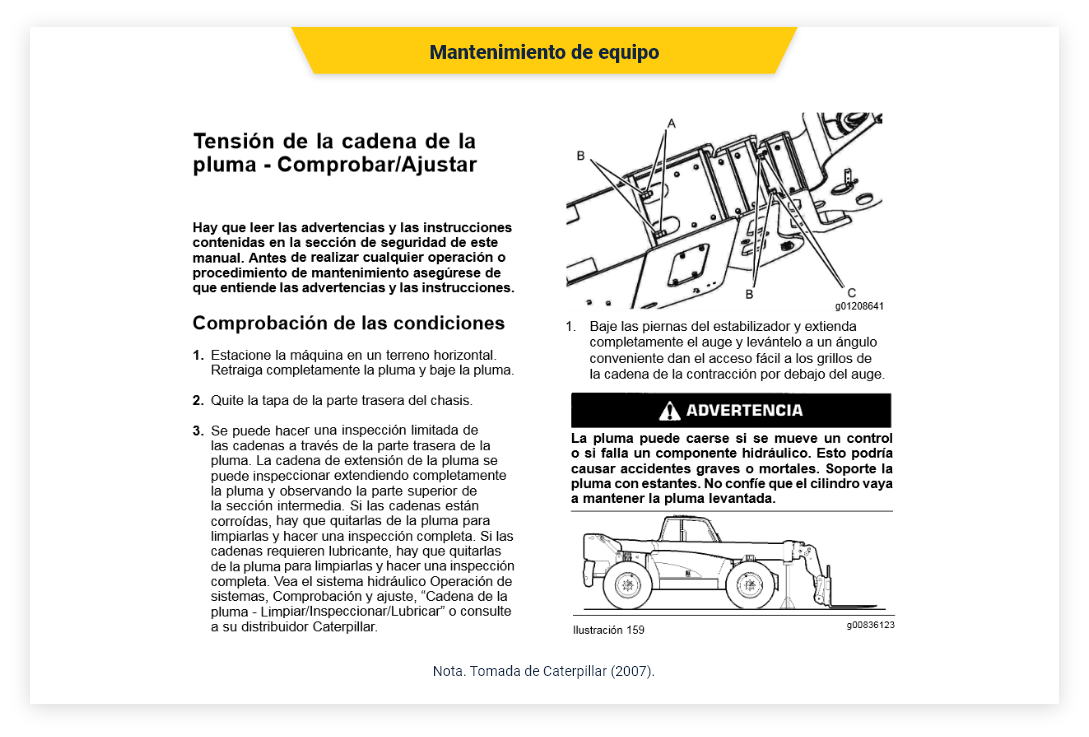 Mantenimiento de equipo
Tensión de la cadena de la
pluma - Comprobar/Ajustar
Hay que leer las advertencias y las instrucciones
contenidas en la sección de seguridad de este
manual. Antes de realizar cualquier operación o
procedimiento de mantenimiento asegúrese de
que entiende las advertencias y las instrucciones.
Comprobación de las condiciones
1. Estacione la máquina en un terreno horizontal.
Retraiga completamente la pluma y baje la pluma.
2. Quite la tapa de la parte trasera del chasis.
3. Se puede hacer una inspección limitada de
las cadenas a través de la parte trasera de la
pluma. La cadena de extensión de la pluma se
puede inspeccionar extendiendo completamente
la pluma y observando la parte superior de
la sección intermedia. Si las cadenas están
corroídas, hay que quitarlas de la pluma para
limpiarlas y hacer una inspección completa. Si las
cadenas requieren lubricante, hay que quitarlas
de la pluma para limpiarlas y hacer una inspección
completa. Vea el sistema hidráulico Operación de
sistemas, Comprobación y ajuste, “Cadena de la
pluma - Limpiar/Inspeccionar/Lubricar” o consulte
a su distribuidor Caterpillar.
A
B
B
C
g01208641
1. Baje las piernas del estabilizador y extienda
completamente el auge y levántelo a un ángulo
conveniente dan el acceso fácil a los grillos de
la cadena de la contracción por debajo del auge.
ADVERTENCIA
La pluma puede caerse si se mueve un control
o si falla un componente hidráulico. Esto podría
causar accidentes graves o mortales. Soporte la
pluma con estantes. No confíe que el cilindro vaya
a mantener la pluma levantada.
Ilustración 159
g00836123
Nota. Tomada de Caterpillar (2007).